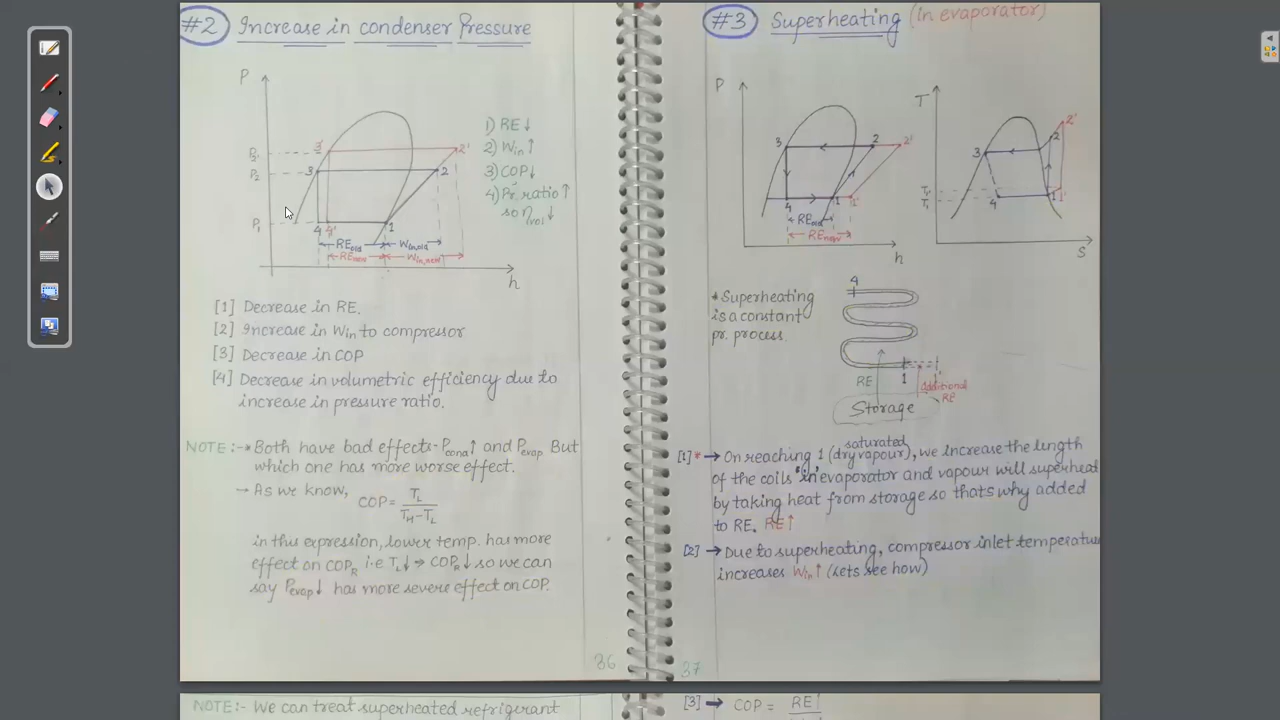 #2 Increase in condenser Pressure
P
P3
P2
P1
3'
2'
3
2
4
4'
1
REold
Win,old
REnew
Win,new
h
1) RE↓
2) Win↑
3) COP↓
4) Pr ratio ↑
so ηvol ↓
[1] Decrease in RE.
[2] Increase in Win to compressor
[3] Decrease in COP
[4] Decrease in volumetric efficiency due to
increase in pressure ratio.
NOTE:-* Both have bad effects- Pcond↑ and Pevap But
which one has more worse effect.
→ As we know,
COP = TL
TH-TL
in this expression, lower temp. has more
effect on COPR i.e TL↓ → COPR↓ so we can
say Pevap↓ has more severe effect on COP.
36
NOTE:- We can treat superheated refrigerant
#3 Superheating (in evaporator)
P
3
2
2'
4
1
1'
REold
REnew
h
T
2'
2
3
T1'
T1
4
1
1'
S
* Superheating
is a constant
pr. process.
4
1
1'
RE
Additional
RE
Storage
saturated
[1]* → On reaching 1 (dry vapour), we increase the length
of the coils "in" evaporator and vapour will superheat
by taking heat from storage so thats why added
to RE. RE↑
[2] → Due to superheating, compressor inlet temperature
increases Win↑ (Lets see how)
37
[3] → COP = RE↑